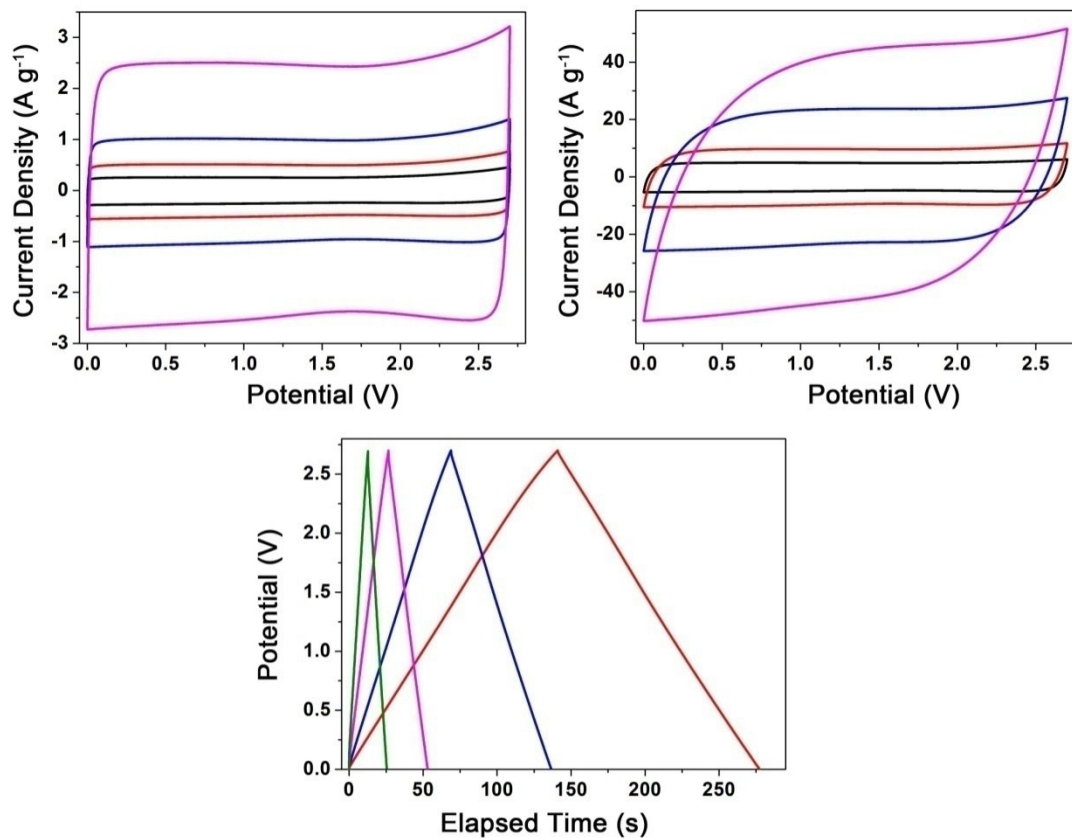 Current Density (A g⁻¹)
3
2
1
0
-1
-2
-3
0.0 0.5 1.0 1.5 2.0 2.5
Potential (V)
Current Density (A g⁻¹)
40
20
0
-20
-40
0.0 0.5 1.0 1.5 2.0 2.5
Potential (V)
Potential (V)
2.5
2.0
1.5
1.0
0.5
0.0
0 50 100 150 200 250
Elapsed Time (s)